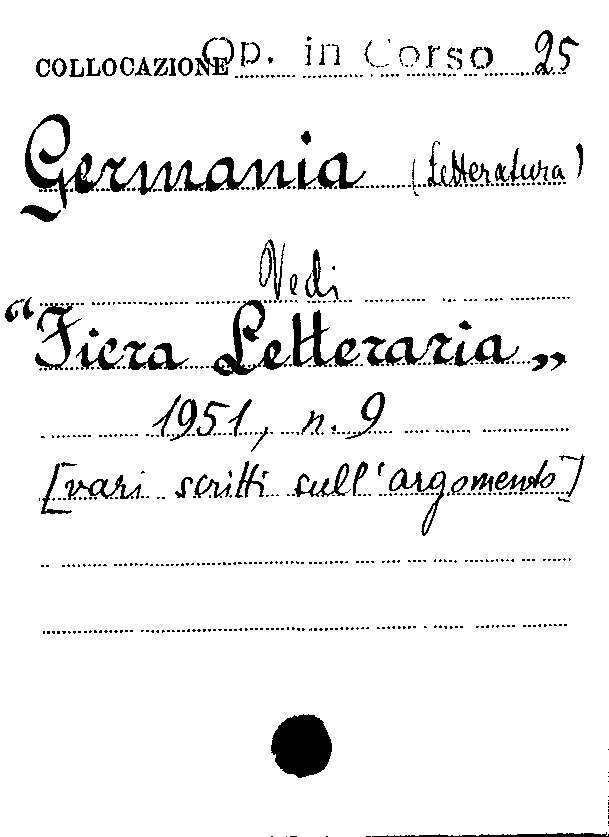 COLLOCAZIONE Op. in Corso 25
Germania (Letteratura)
Vedi
“Fiera Letteraria„
1951, n. 9
[vari scritti sull'argomento]